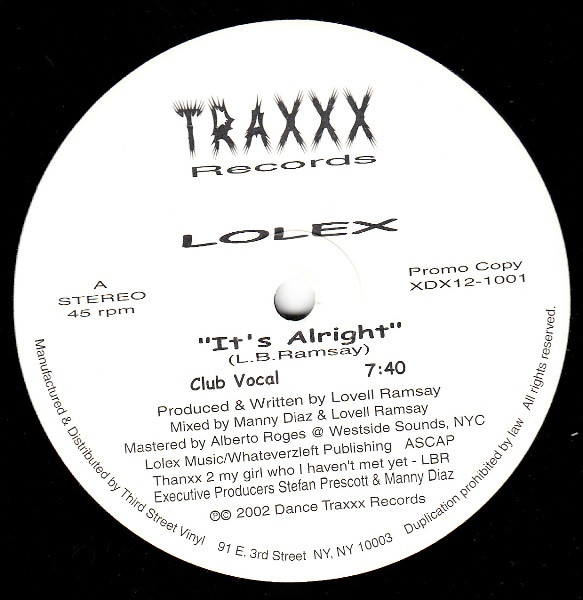 TRAXXX
Records
LOLEX
A
STEREO
45 rpm
Promo Copy
XDX12-1001
"It's Alright"
(L.B.Ramsay)
Club Vocal 7:40
Produced & Written by Lovell Ramsay
Mixed by Manny Diaz & Lovell Ramsay
Mastered by Alberto Roges @ Westside Sounds, NYC
Lolex Music/Whateverzleft Publishing ASCAP
Thanxx 2 my girl who I haven't met yet - LBR
Executive Producers Stefan Prescott & Manny Diaz
℗© 2002 Dance Traxxx Records
Manufactured & Distributed by Third Street Vinyl 91 E. 3rd Street NY, NY 10003 Duplication prohibited by law All rights reserved.